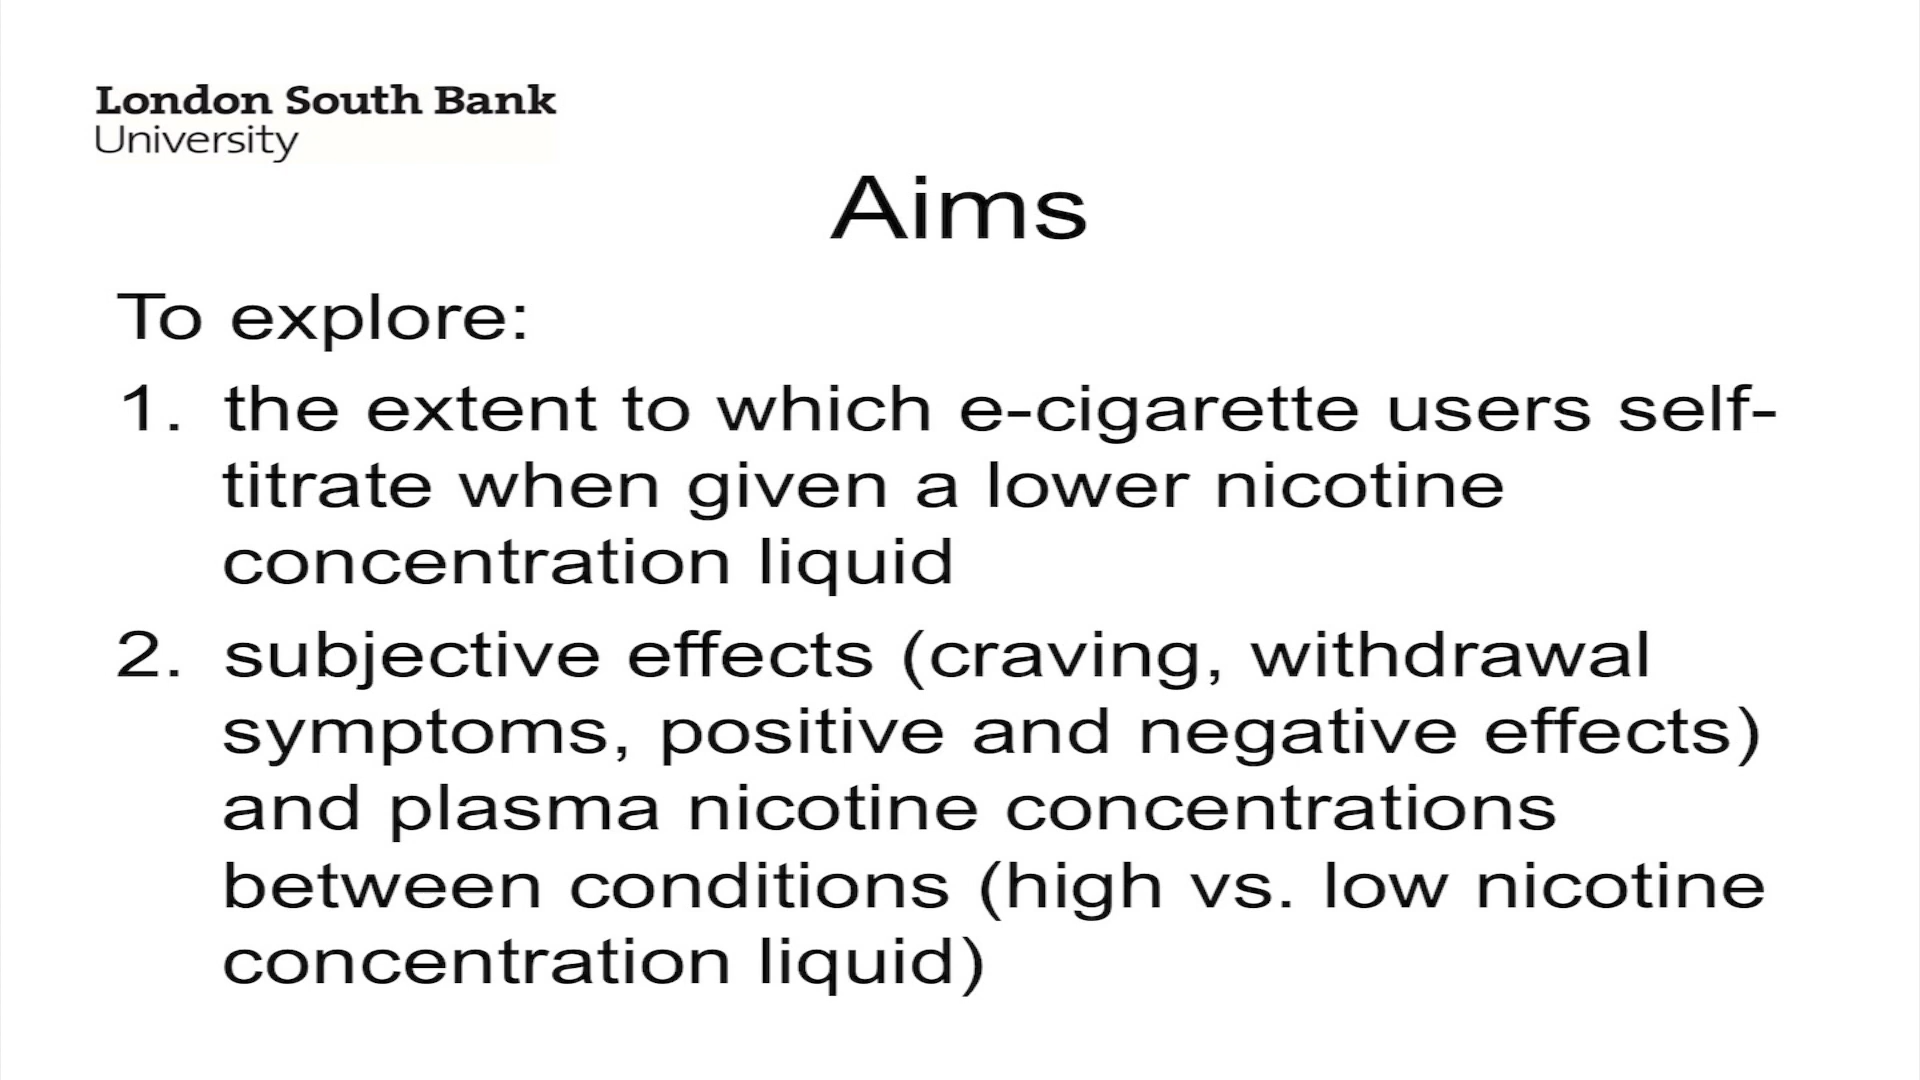 London South Bank
University
Aims
To explore:
1. the extent to which e-cigarette users self-
titrate when given a lower nicotine
concentration liquid
2. subjective effects (craving, withdrawal
symptoms, positive and negative effects)
and plasma nicotine concentrations
between conditions (high vs. low nicotine
concentration liquid)